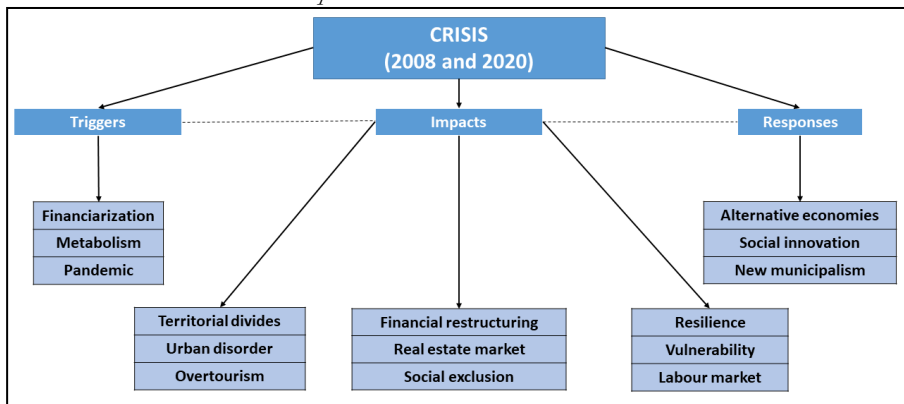 CRISIS
(2008 and 2020)
Triggers
Impacts
Responses
Financiarization
Metabolism
Pandemic
Alternative economies
Social innovation
New municipalism
Territorial divides
Urban disorder
Overtourism
Financial restructuring
Real estate market
Social exclusion
Resilience
Vulnerability
Labour market